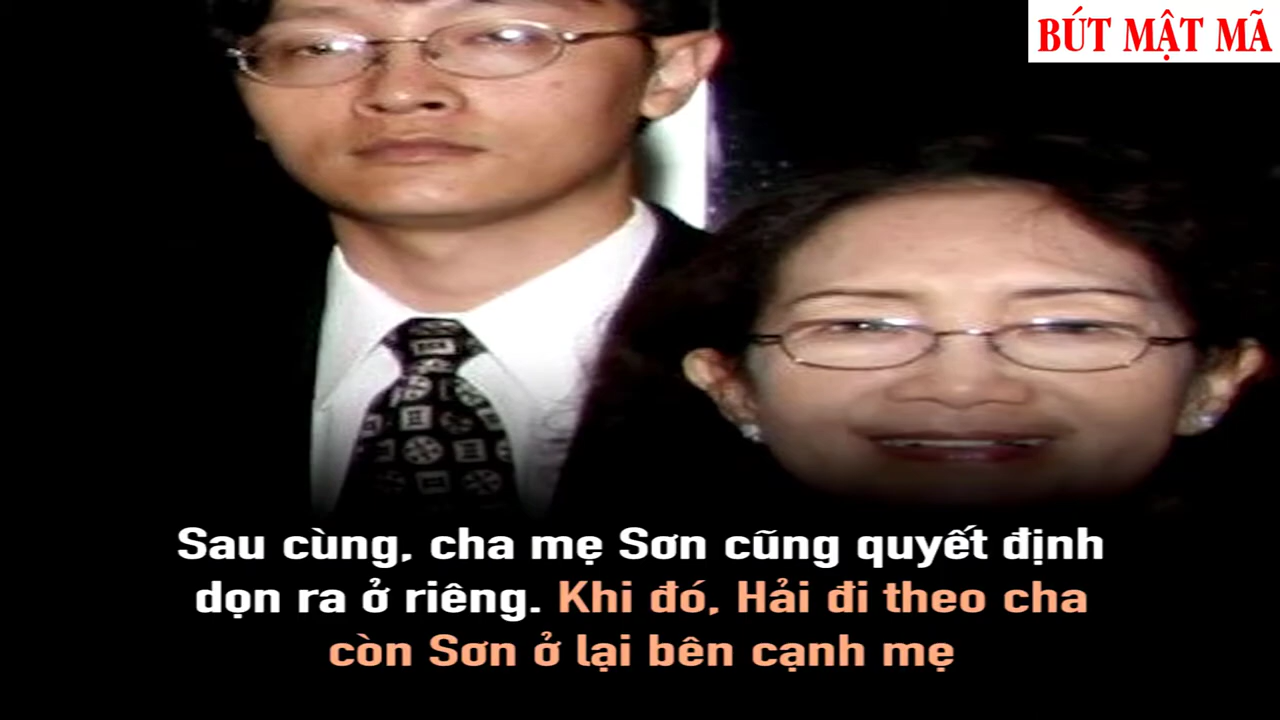 BÚT MẬT MÃ
Sau cùng, cha mẹ Sơn cũng quyết định
dọn ra ở riêng. Khi đó, Hải đi theo cha
còn Sơn ở lại bên cạnh mẹ